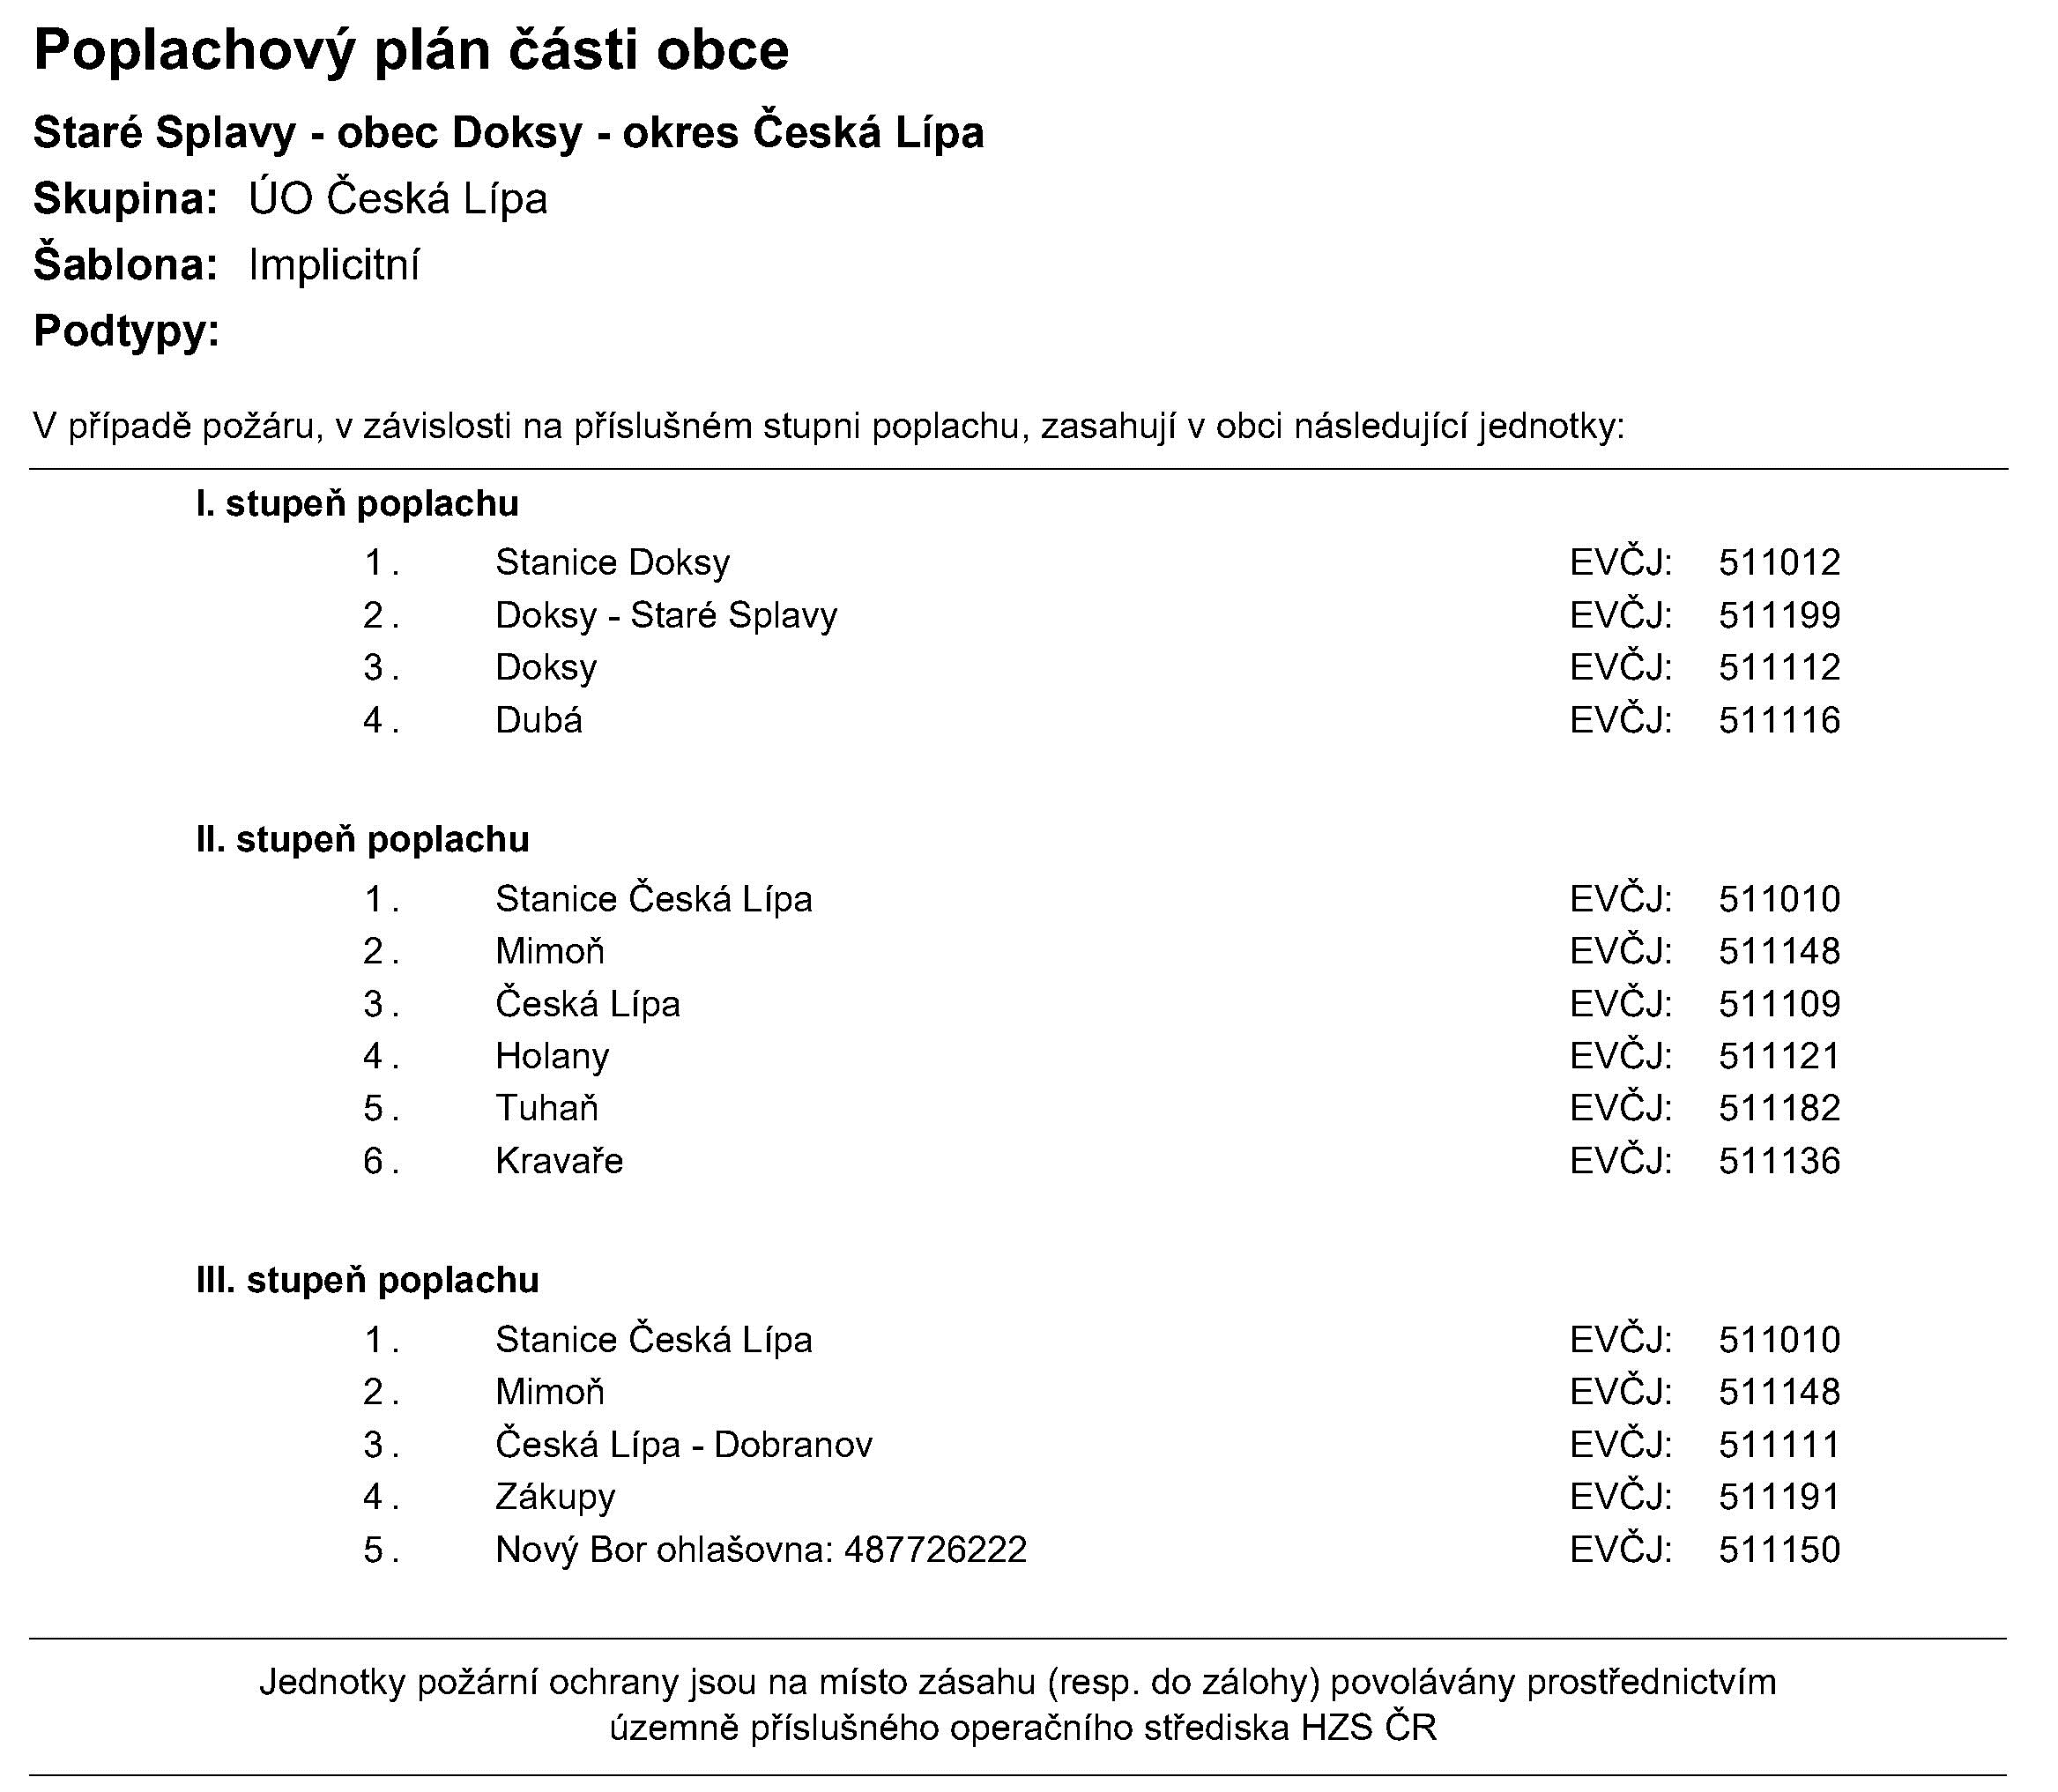 Poplachový plán části obce
Staré Splavy - obec Doksy - okres Česká Lípa
Skupina: ÚO Česká Lípa
Šablona: Implicitní
Podtypy:
V případě požáru, v závislosti na příslušném stupni poplachu, zasahují v obci následující jednotky:
I. stupeň poplachu
1. Stanice Doksy EVČJ: 511012
2. Doksy - Staré Splavy EVČJ: 511199
3. Doksy EVČJ: 511112
4. Dubá EVČJ: 511116
II. stupeň poplachu
1. Stanice Česká Lípa EVČJ: 511010
2. Mimoň EVČJ: 511148
3. Česká Lípa EVČJ: 511109
4. Holany EVČJ: 511121
5. Tuhaň EVČJ: 511182
6. Kravaře EVČJ: 511136
III. stupeň poplachu
1. Stanice Česká Lípa EVČJ: 511010
2. Mimoň EVČJ: 511148
3. Česká Lípa - Dobranov EVČJ: 511111
4. Zákupy EVČJ: 511191
5. Nový Bor ohlašovna: 487726222 EVČJ: 511150
Jednotky požární ochrany jsou na místo zásahu (resp. do zálohy) povolávány prostřednictvím
územně příslušného operačního střediska HZS ČR